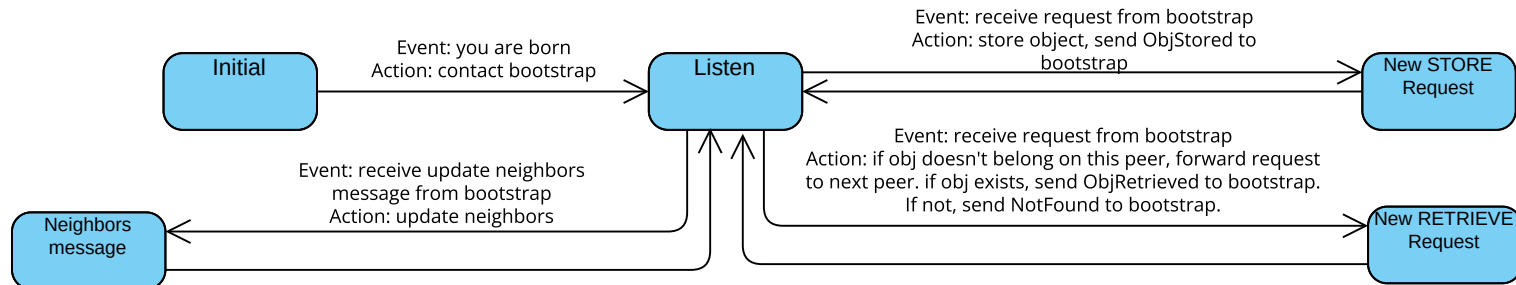 Initial
Event: you are born
Action: contact bootstrap
Listen
Event: receive request from bootstrap
Action: store object, send ObjStored to
bootstrap
New STORE
Request
Event: receive update neighbors
message from bootstrap
Action: update neighbors
Neighbors
message
Event: receive request from bootstrap
Action: if obj doesn't belong on this peer, forward request
to next peer. if obj exists, send ObjRetrieved to bootstrap.
If not, send NotFound to bootstrap.
New RETRIEVE
Request